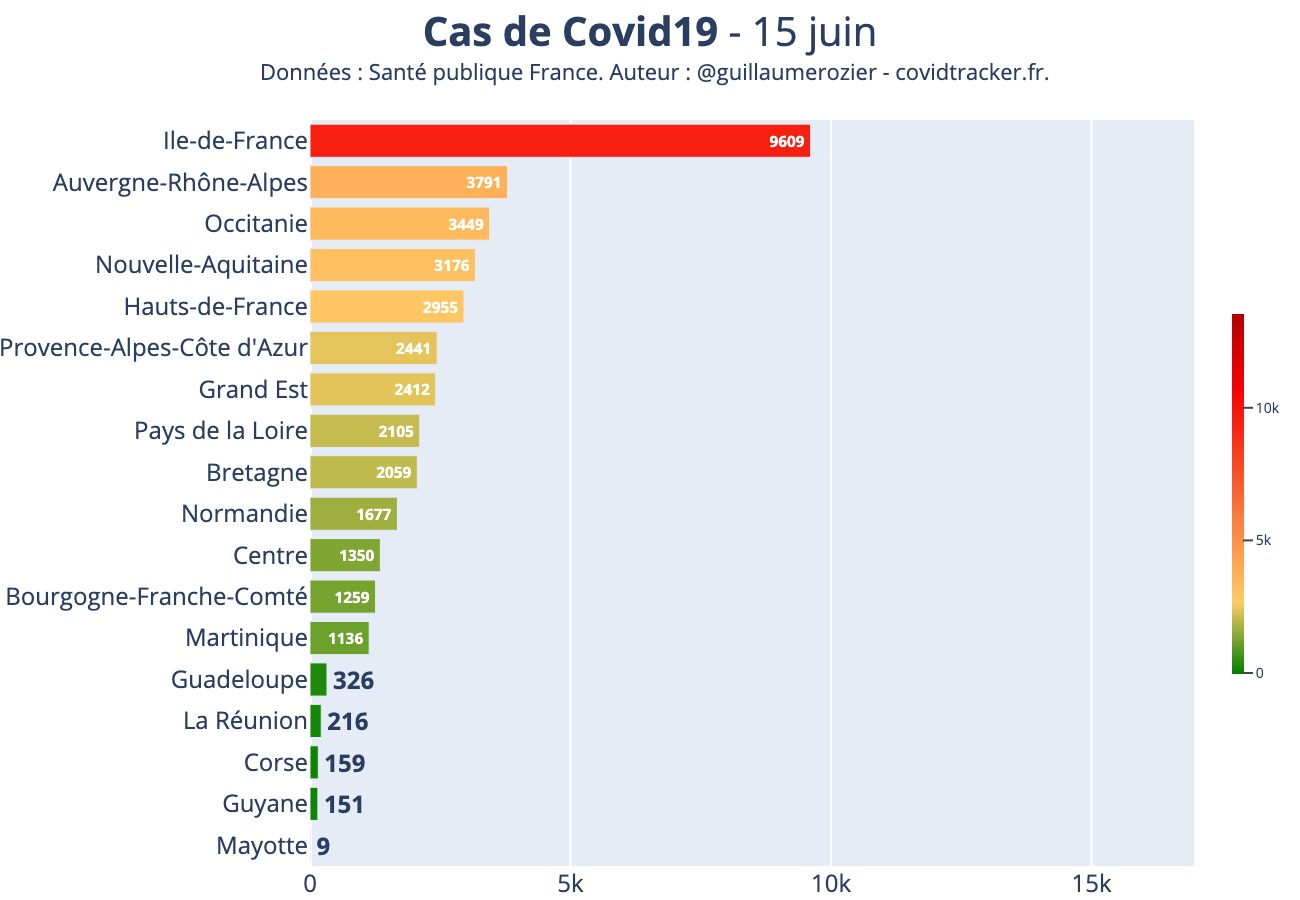 Cas de Covid19 - 15 juin
Données : Santé publique France. Auteur : @guillaumerozier - covidtracker.fr.
Ile-de-France 9609
Auvergne-Rhône-Alpes 3791
Occitanie 3449
Nouvelle-Aquitaine 3176
Hauts-de-France 2955
Provence-Alpes-Côte d'Azur 2441
Grand Est 2412
Pays de la Loire 2105
Bretagne 2059
Normandie 1677
Centre 1350
Bourgogne-Franche-Comté 1259
Martinique 1136
Guadeloupe 326
La Réunion 216
Corse 159
Guyane 151
Mayotte 9
0 5k 10k 15k
10k
5k
0